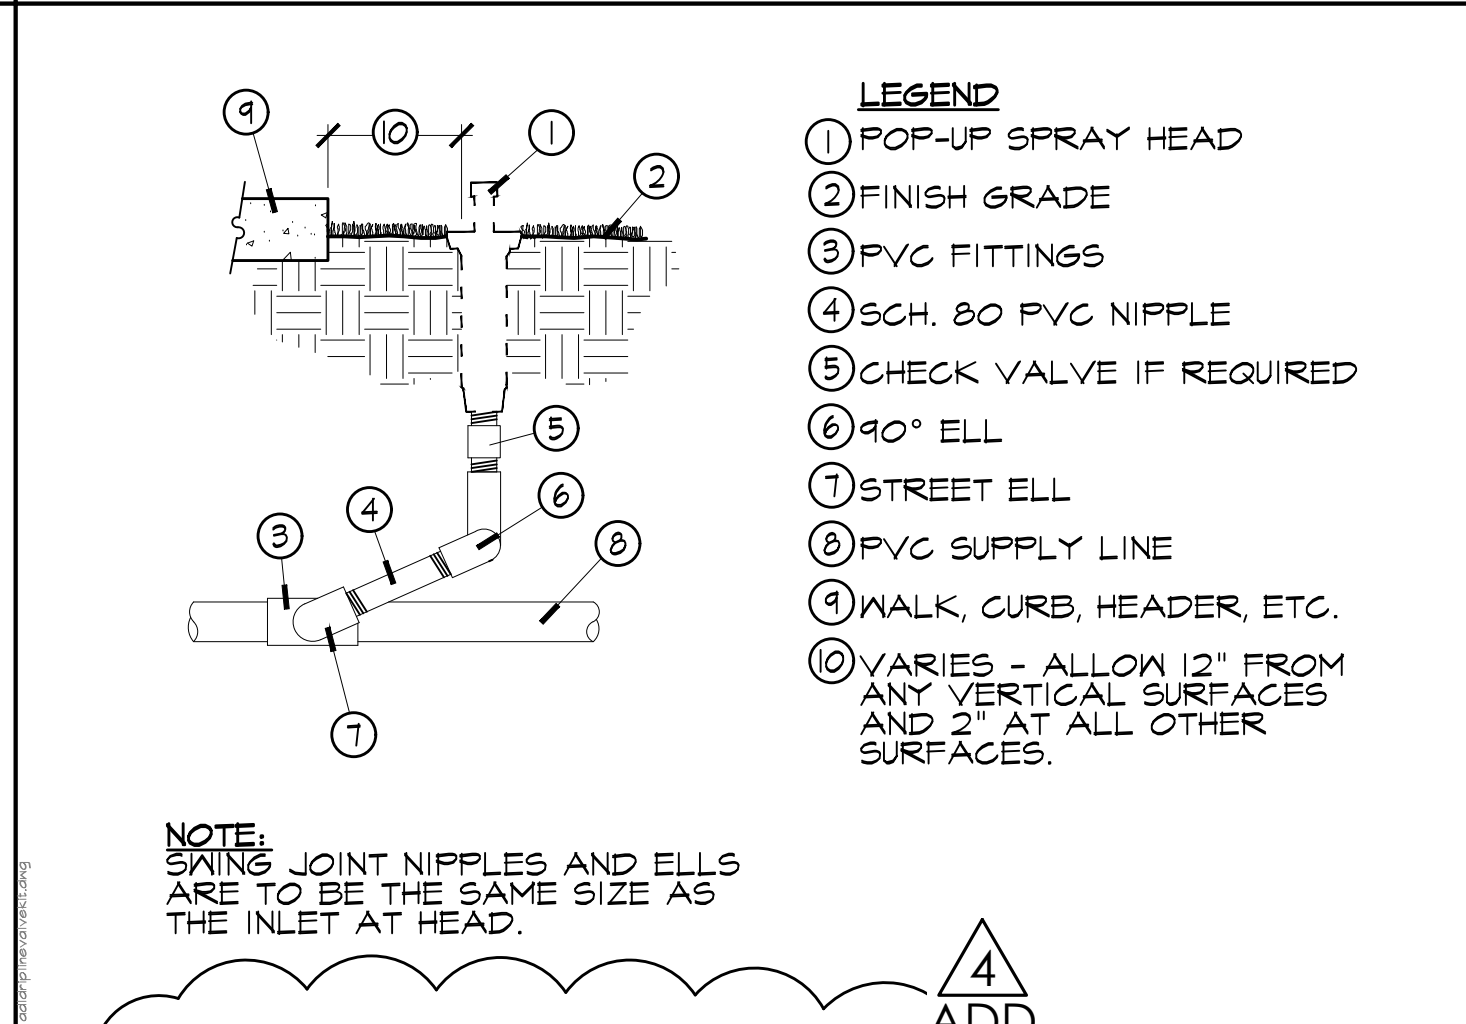 9
10
1
2
5
6
4
3
8
7
LEGEND
1 POP-UP SPRAY HEAD
2 FINISH GRADE
3 PVC FITTINGS
4 SCH. 80 PVC NIPPLE
5 CHECK VALVE IF REQUIRED
6 90° ELL
7 STREET ELL
8 PVC SUPPLY LINE
9 WALK, CURB, HEADER, ETC.
10 VARIES - ALLOW 12" FROM
ANY VERTICAL SURFACES
AND 2" AT ALL OTHER
SURFACES.
NOTE:
SWING JOINT NIPPLES AND ELLS
ARE TO BE THE SAME SIZE AS
THE INLET AT HEAD.
4
ADD